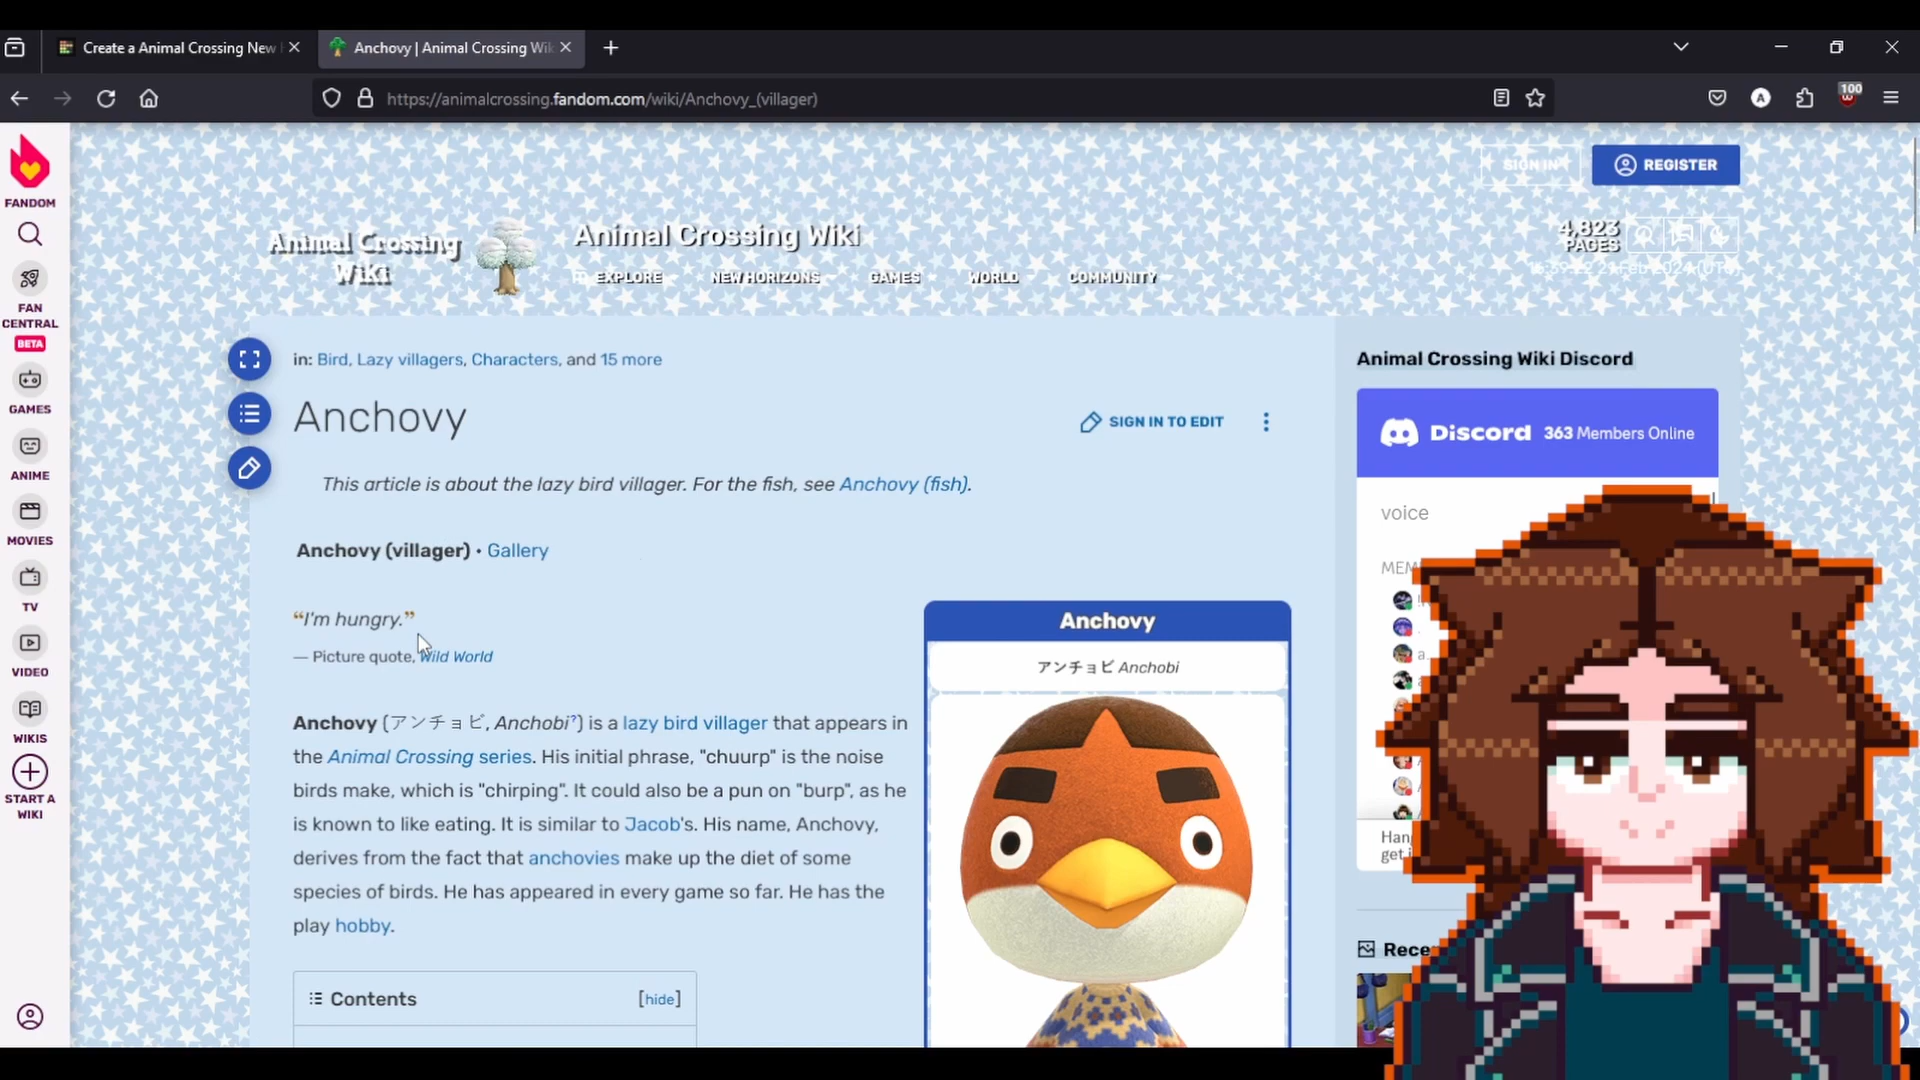 Create a Animal Crossing New
Anchovy | Animal Crossing Wik
https://animalcrossing.fandom.com/wiki/Anchovy_(villager)
100
A
FANDOM
FAN
CENTRAL
BETA
GAMES
ANIME
MOVIES
TV
VIDEO
WIKIS
START A
WIKI
SIGN IN
REGISTER
Animal Crossing
Wiki
Animal Crossing Wiki
EXPLORE
NEW HORIZONS
GAMES
WORLD
COMMUNITY
4,823
PAGES
in: Bird, Lazy villagers, Characters, and 15 more
Anchovy
SIGN IN TO EDIT
This article is about the lazy bird villager. For the fish, see Anchovy (fish).
Anchovy (villager) • Gallery
“I'm hungry.”
— Picture quote, Wild World
Anchovy (アンチョビ, Anchobi?) is a lazy bird villager that appears in
the Animal Crossing series. His initial phrase, "chuurp" is the noise
birds make, which is "chirping". It could also be a pun on "burp", as he
is known to like eating. It is similar to Jacob's. His name, Anchovy,
derives from the fact that anchovies make up the diet of some
species of birds. He has appeared in every game so far. He has the
play hobby.
Contents
[hide]
Anchovy
アンチョビ Anchobi
Animal Crossing Wiki Discord
Discord 363 Members Online
voice
MEM
a
Hang
get i
Rece